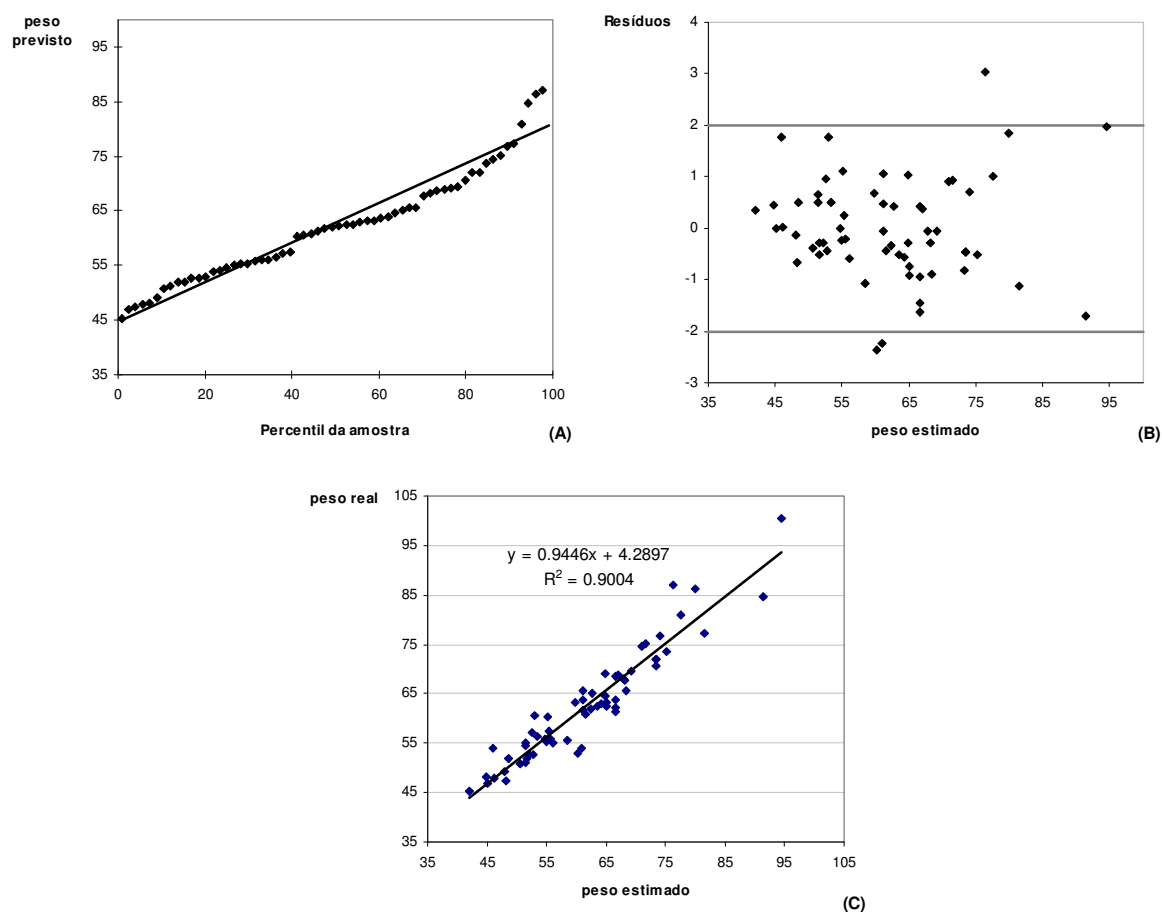 peso
previsto
95
85
75
65
55
45
35
0 20 40 60 80 100
Percentil da amostra
(A)
Resíduos
4
3
2
1
0
-1
-2
-3
35 45 55 65 75 85 95
peso estimado
(B)
peso real
105
95
85
75
65
55
45
35
y = 0.9446x + 4.2897
R² = 0.9004
35 45 55 65 75 85 95 105
peso estimado
(C)